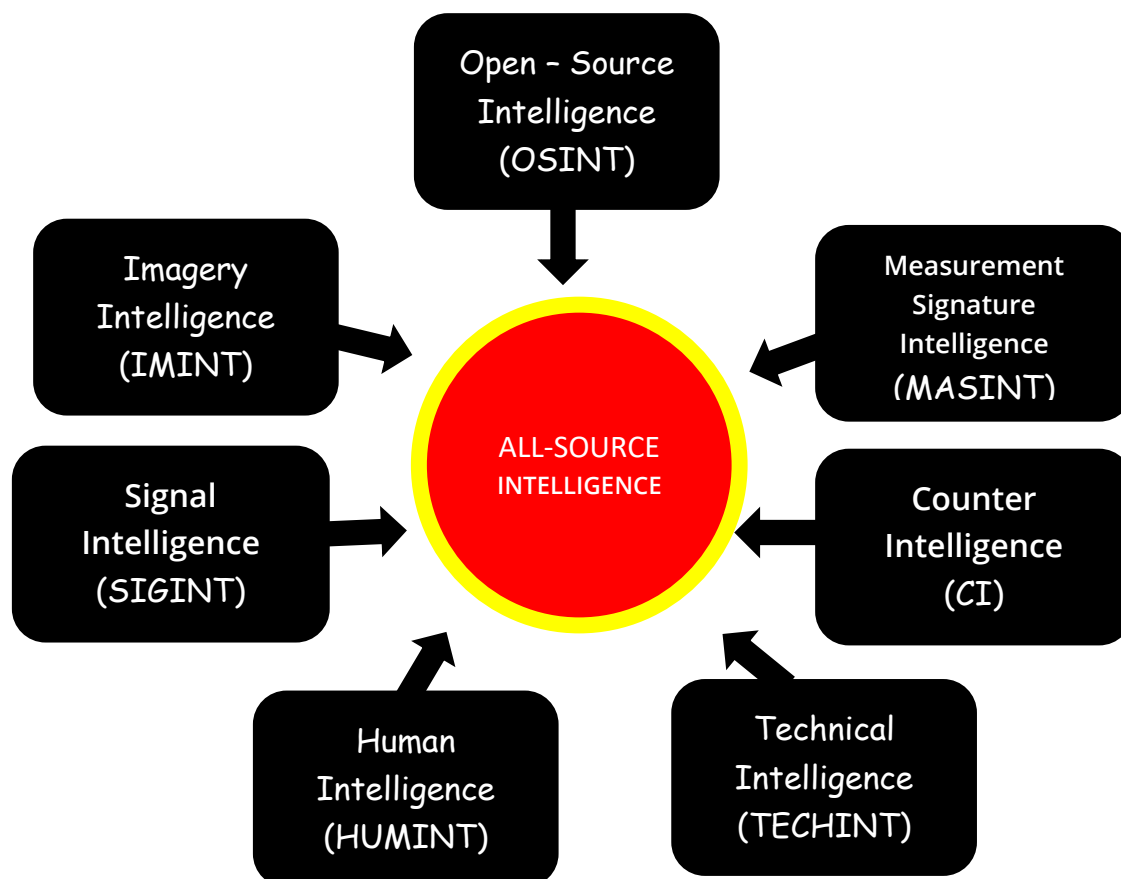 Open – Source
Intelligence
(OSINT)
Imagery
Intelligence
(IMINT)
Measurement
Signature
Intelligence
(MASINT)
ALL-SOURCE
INTELLIGENCE
Signal
Intelligence
(SIGINT)
Counter
Intelligence
(CI)
Human
Intelligence
(HUMINT)
Technical
Intelligence
(TECHINT)